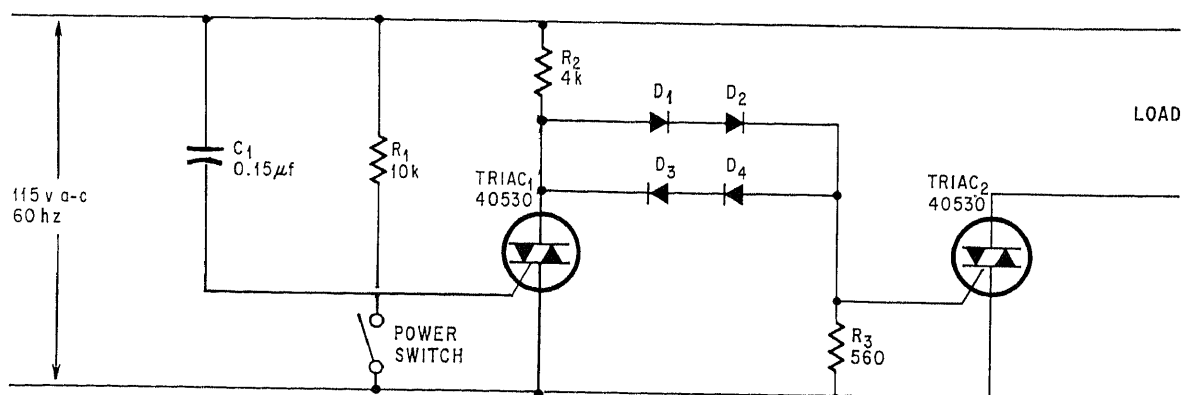 R2
4k
D1 D2
LOAD
C1
0.15μf
R1
10k
D3 D4
115 v a-c
60 hz
TRIAC1
40530
TRIAC2
40530
POWER
SWITCH
R3
560